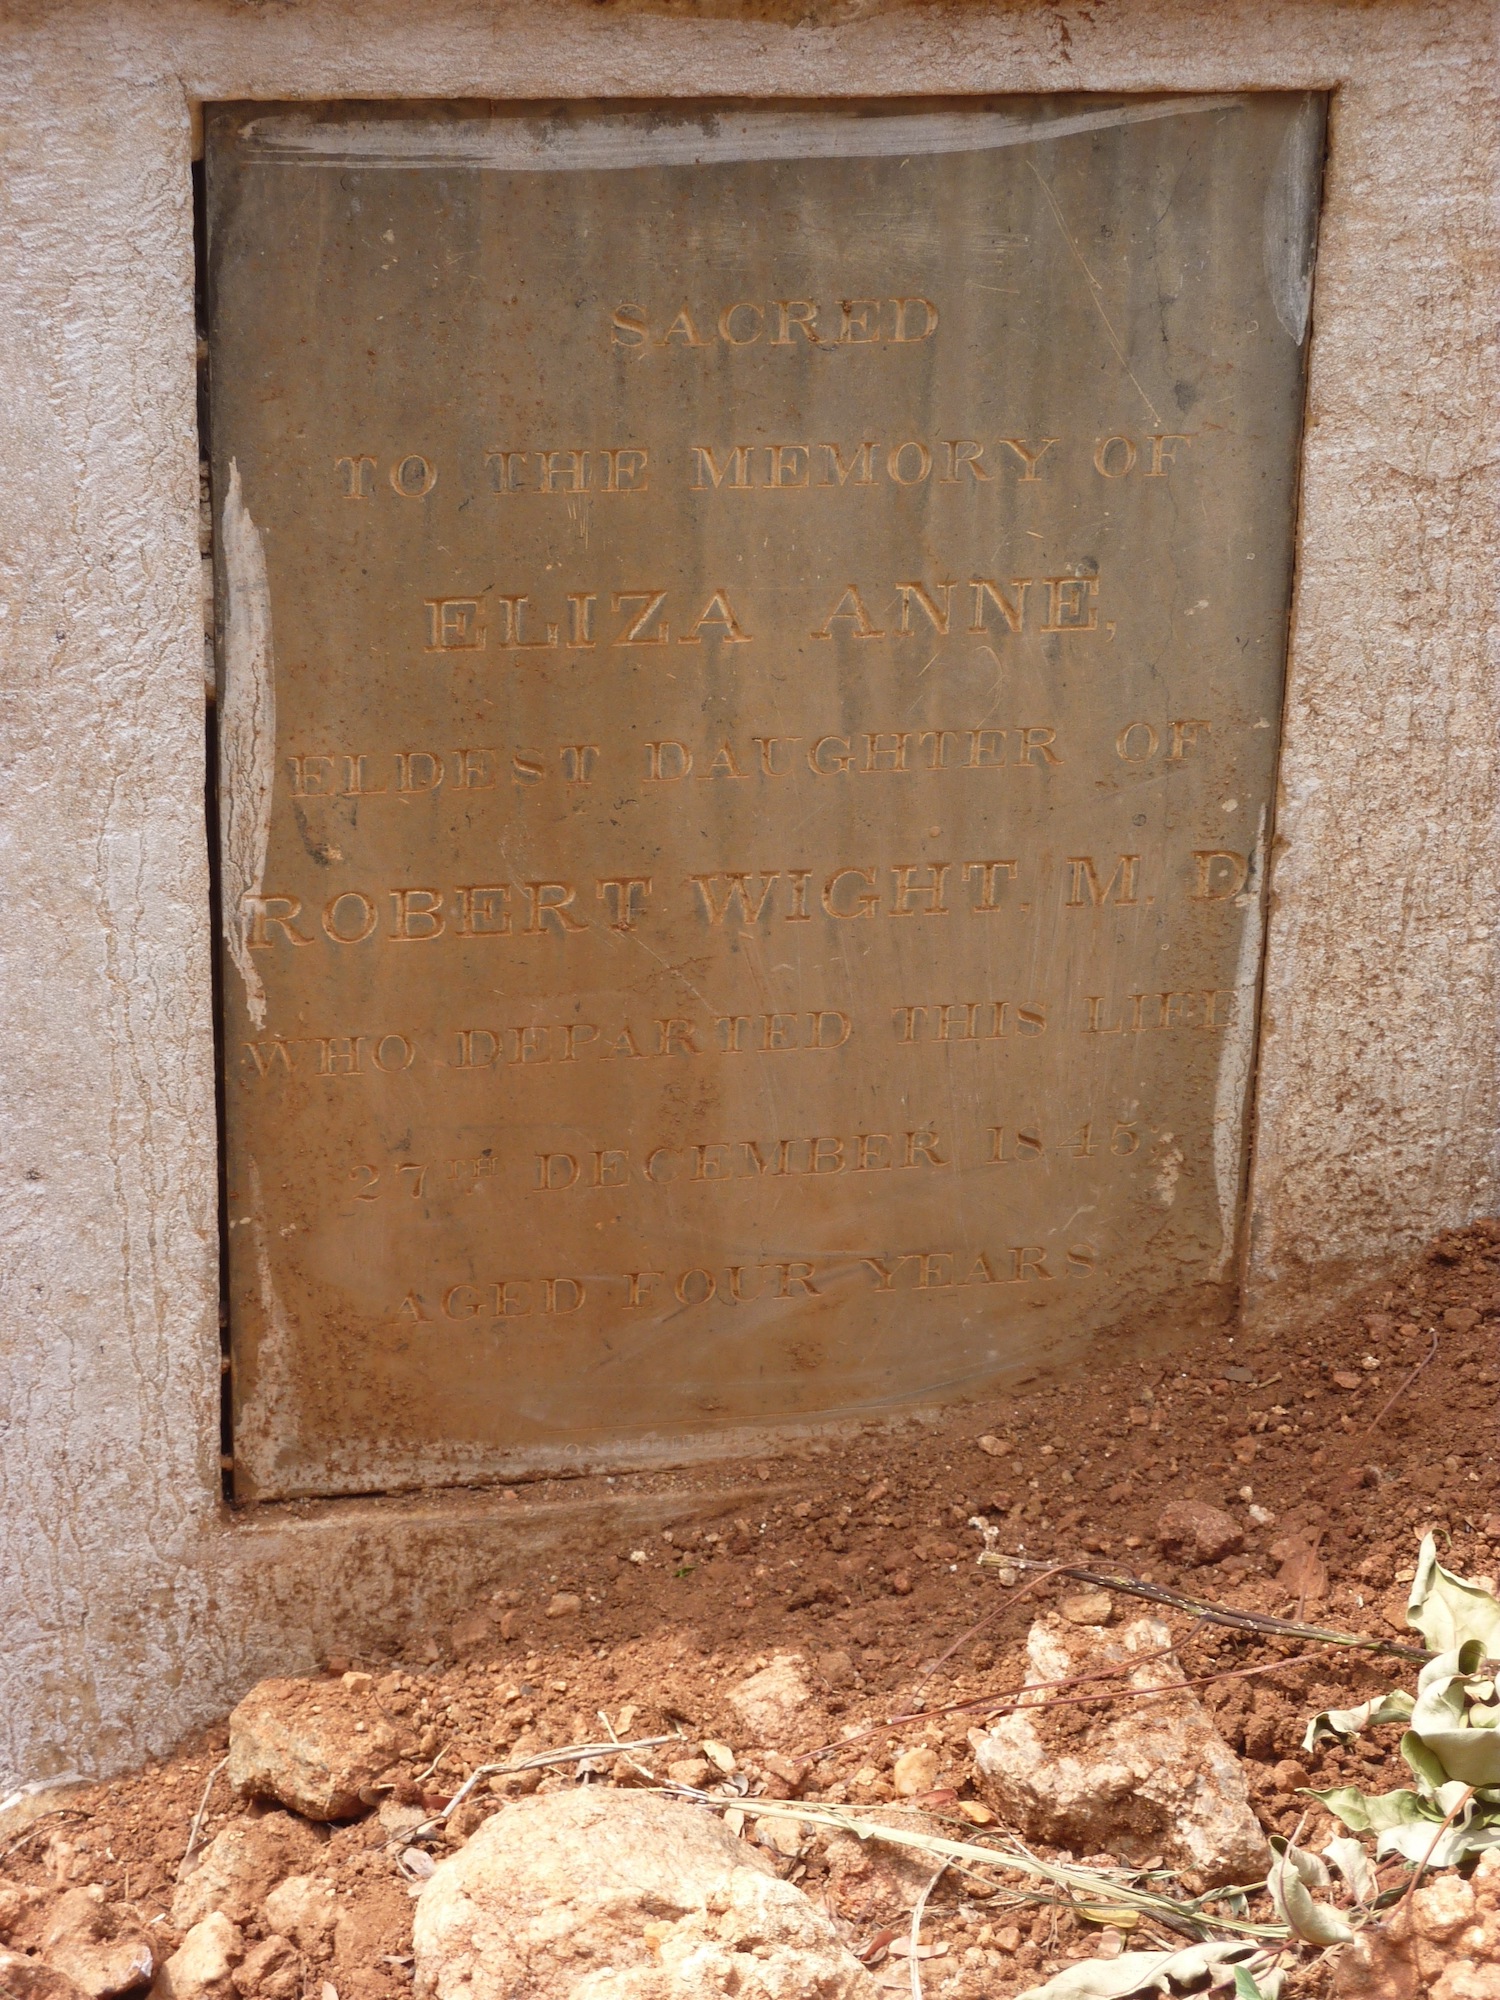 SACRED
TO THE MEMORY OF
ELIZA ANNE,
ELDEST DAUGHTER OF
ROBERT WIGHT, M. D
WHO DEPARTED THIS LIFE
27TH DECEMBER 1845
AGED FOUR YEARS